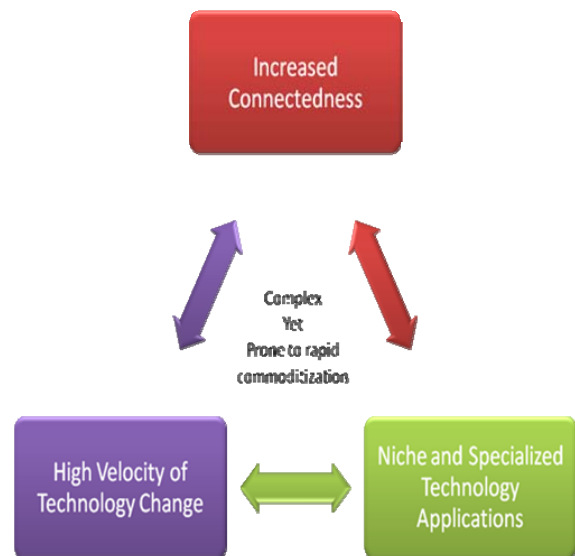 Increased
Connectedness
Complex
Yet
Prone to rapid
commoditization
High Velocity of
Technology Change
Niche and Specialized
Technology
Applications